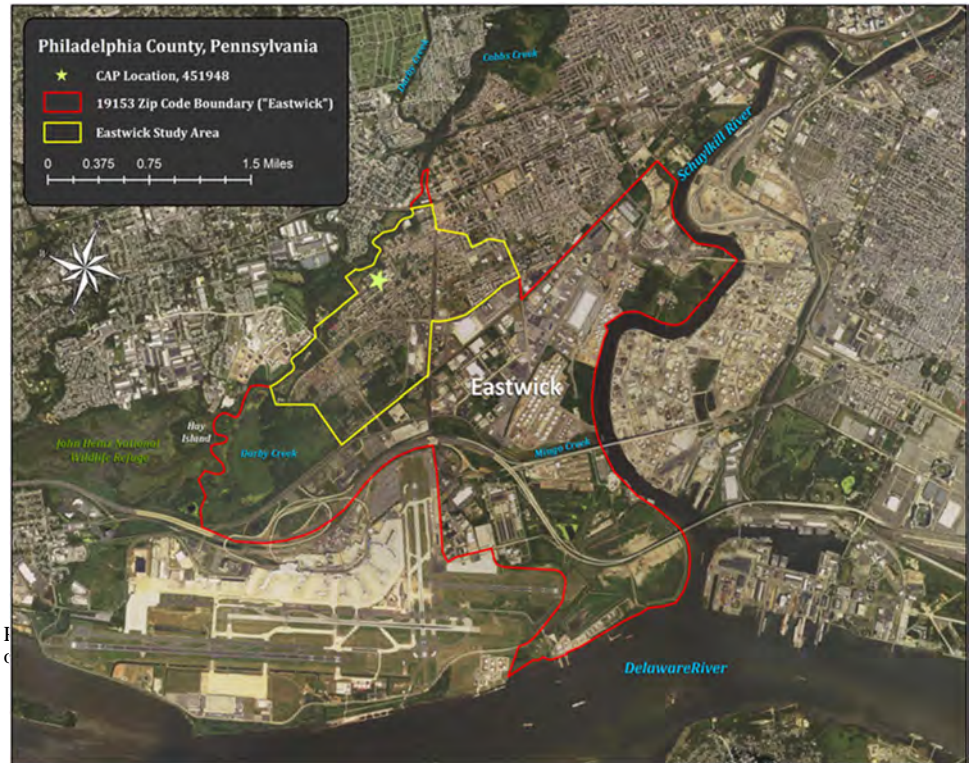 Philadelphia County, Pennsylvania
CAP Location, 451948
19153 Zip Code Boundary ("Eastwick")
Eastwick Study Area
0 0.375 0.75 1.5 Miles
Darby Creek
Cobbs Creek
Schuylkill River
Eastwick
Hay
Island
John Heinz National
Wildlife Refuge
Darby Creek
Mingo Creek
DelawareRiver